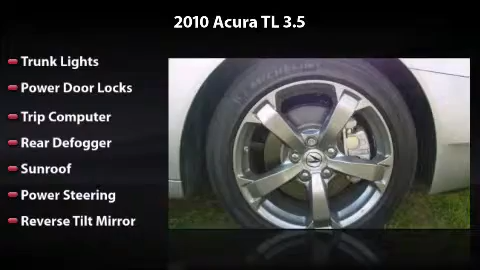 2010 Acura TL 3.5
Trunk Lights
Power Door Locks
Trip Computer
Rear Defogger
Sunroof
Power Steering
Reverse Tilt Mirror
MICHELIN